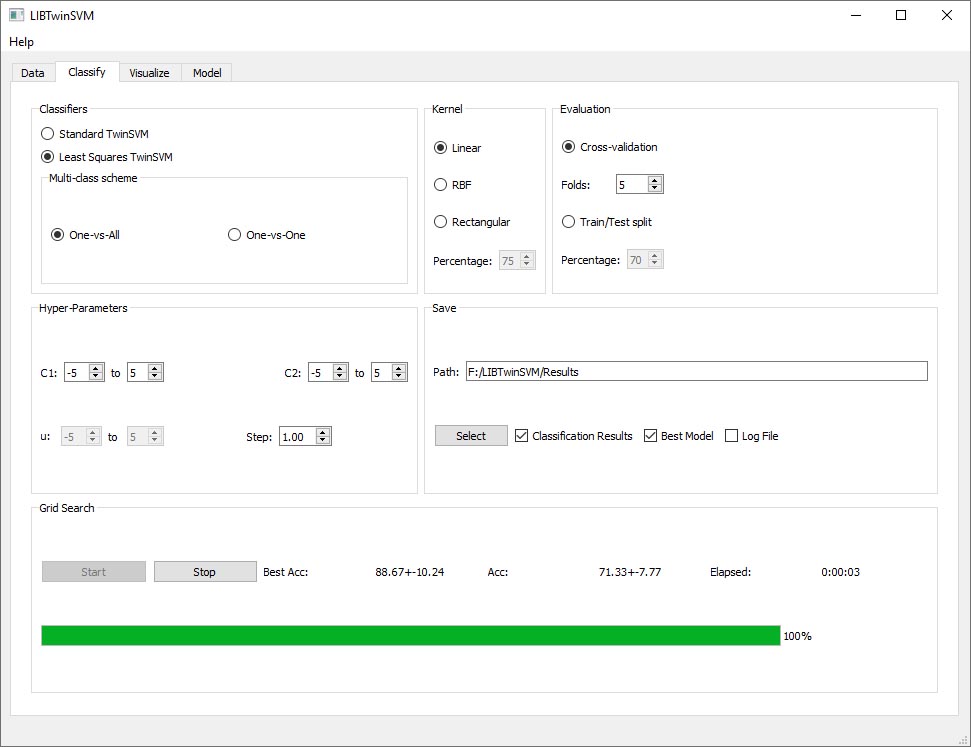 LIBTwinSVM
Help
Data Classify Visualize Model
Classifiers
Standard TwinSVM
Least Squares TwinSVM
Multi-class scheme
One-vs-All One-vs-One
Kernel
Linear
RBF
Rectangular
Percentage: 75
Evaluation
Cross-validation
Folds: 5
Train/Test split
Percentage: 70
Hyper-Parameters
C1: -5 to 5 C2: -5 to 5
u: -5 to 5 Step: 1.00
Save
Path: F:/LIBTwinSVM/Results
Select Classification Results Best Model Log File
Grid Search
Start Stop Best Acc: 88.67+-10.24 Acc: 71.33+-7.77 Elapsed: 0:00:03
100%